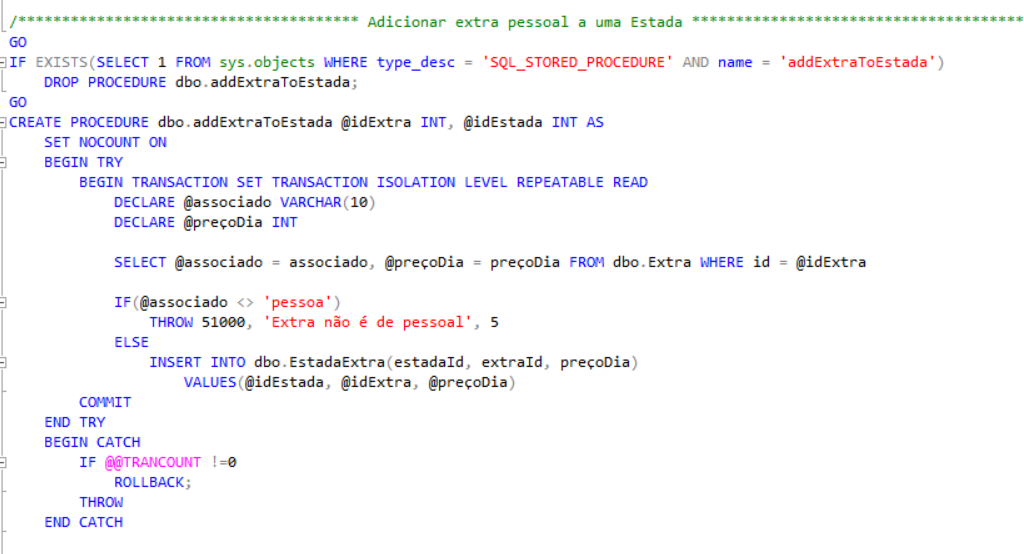 /*************************************** Adicionar extra pessoal a uma Estada **************************************
GO
IF EXISTS(SELECT 1 FROM sys.objects WHERE type_desc = 'SQL_STORED_PROCEDURE' AND name = 'addExtraToEstada')
    DROP PROCEDURE dbo.addExtraToEstada;
GO
CREATE PROCEDURE dbo.addExtraToEstada @idExtra INT, @idEstada INT AS
    SET NOCOUNT ON
    BEGIN TRY
        BEGIN TRANSACTION SET TRANSACTION ISOLATION LEVEL REPEATABLE READ
            DECLARE @associado VARCHAR(10)
            DECLARE @preçoDia INT
            SELECT @associado = associado, @preçoDia = preçoDia FROM dbo.Extra WHERE id = @idExtra
            IF(@associado <> 'pessoa')
                THROW 51000, 'Extra não é de pessoal', 5
            ELSE
                INSERT INTO dbo.EstadaExtra(estadaId, extraId, preçoDia)
                    VALUES(@idEstada, @idExtra, @preçoDia)
        COMMIT
    END TRY
    BEGIN CATCH
        IF @@TRANCOUNT !=0
            ROLLBACK;
        THROW
    END CATCH